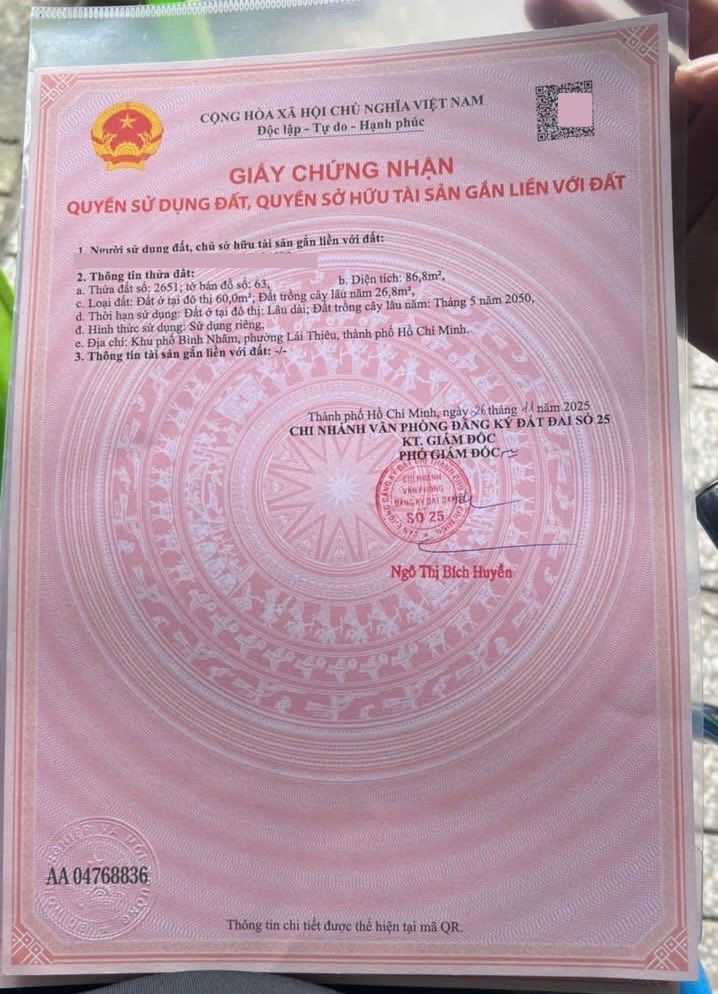 CỘNG HÒA XÃ HỘI CHỦ NGHĨA VIỆT NAM
Độc lập - Tự do - Hạnh phúc
GIẤY CHỨNG NHẬN
QUYỀN SỬ DỤNG ĐẤT, QUYỀN SỞ HỮU TÀI SẢN GẮN LIỀN VỚI ĐẤT
1. Người sử dụng đất, chủ sở hữu tài sản gắn liền với đất:
2. Thông tin thửa đất:
a. Thửa đất số: 2651; tờ bản đồ số: 63, b. Diện tích: 86,8m²,
c. Loại đất: Đất ở tại đô thị 60,0m²; Đất trồng cây lâu năm 26,8m²,
d. Thời hạn sử dụng: Đất ở tại đô thị: Lâu dài; Đất trồng cây lâu năm: Tháng 5 năm 2050,
đ. Hình thức sử dụng: Sử dụng riêng,
e. Địa chỉ: Khu phố Bình Nhâm, phường Lái Thiêu, thành phố Hồ Chí Minh.
3. Thông tin tài sản gắn liền với đất: -/-
Thành phố Hồ Chí Minh, ngày 26 tháng 11 năm 2025
CHI NHÁNH VĂN PHÒNG ĐĂNG KÝ ĐẤT ĐAI SỐ 25
KT. GIÁM ĐỐC
PHÓ GIÁM ĐỐC
CHI NHÁNH
VĂN PHÒNG
ĐĂNG KÝ ĐẤT ĐAI
SỐ 25
Ngô Thị Bích Huyền
AA 04768836
Thông tin chi tiết được thể hiện tại mã QR.